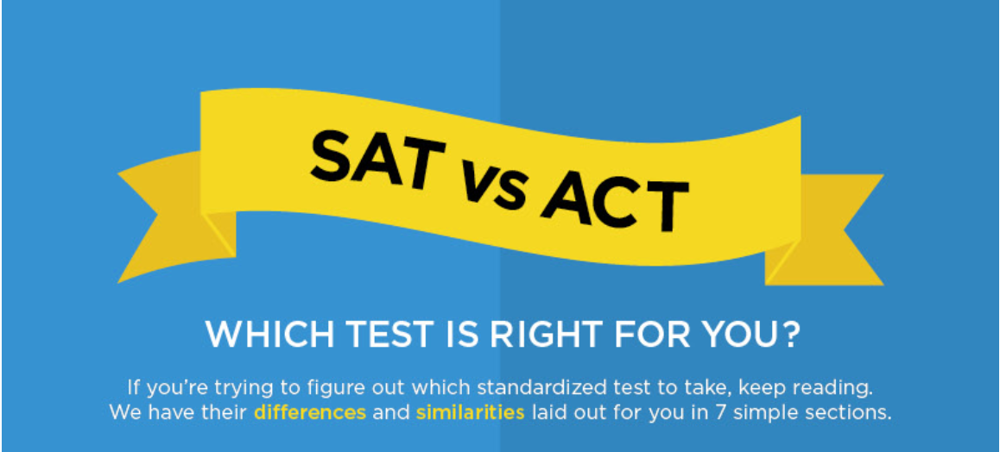 SAT vs ACT
WHICH TEST IS RIGHT FOR YOU?
If you're trying to figure out which standardized test to take, keep reading.
We have their differences and similarities laid out for you in 7 simple sections.